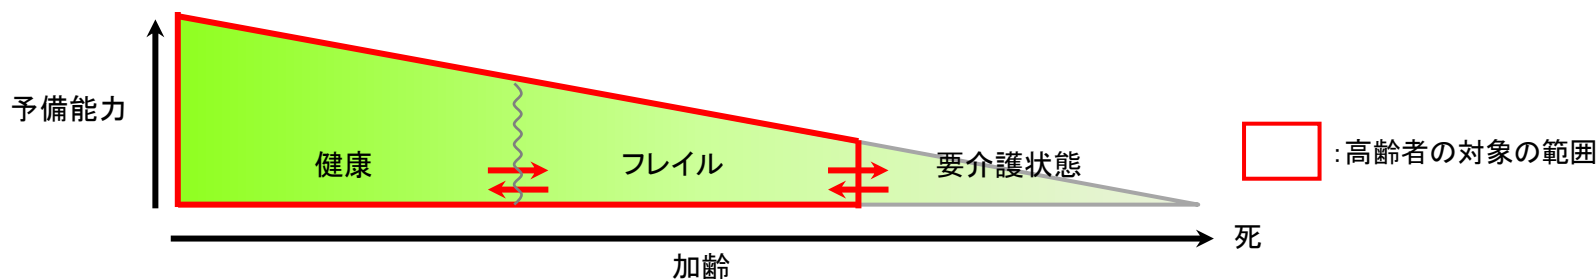 予備能力
健康
フレイル
要介護状態
:高齢者の対象の範囲
死
加齢